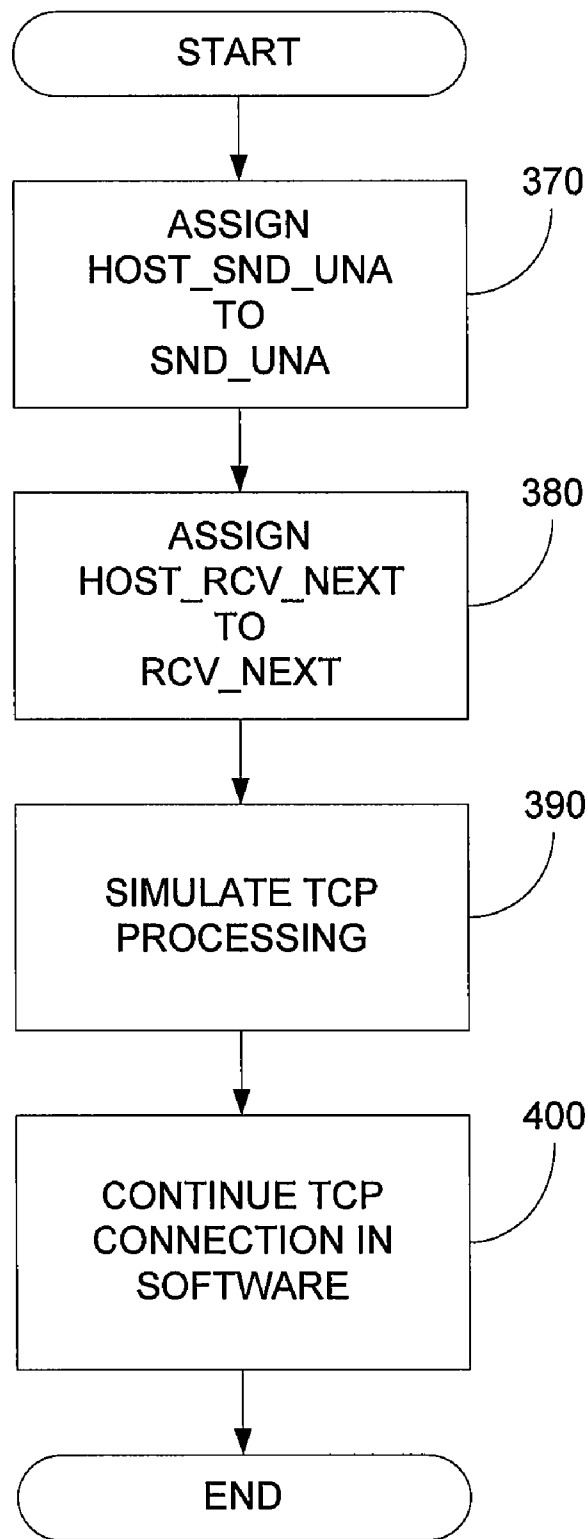 START
370
ASSIGN
HOST_SND_UNA
TO
SND_UNA
380
ASSIGN
HOST_RCV_NEXT
TO
RCV_NEXT
390
SIMULATE TCP
PROCESSING
400
CONTINUE TCP
CONNECTION IN
SOFTWARE
END